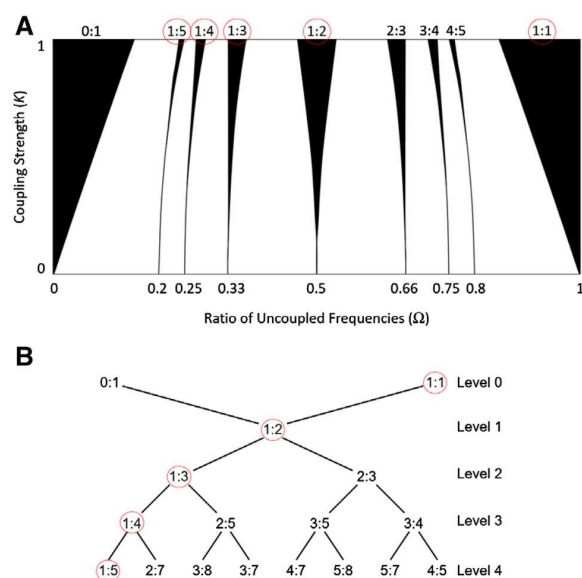 A
0:1 1:5 1:4 1:3 1:2 2:3 3:4 4:5 1:1
1
Coupling Strength (K)
0
0 0.2 0.25 0.33 0.5 0.66 0.75 0.8 1
Ratio of Uncoupled Frequencies (Ω)
B
0:1 1:1 Level 0
1:2 Level 1
1:3 2:3 Level 2
1:4 2:5 3:5 3:4 Level 3
1:5 2:7 3:8 3:7 4:7 5:8 5:7 4:5 Level 4